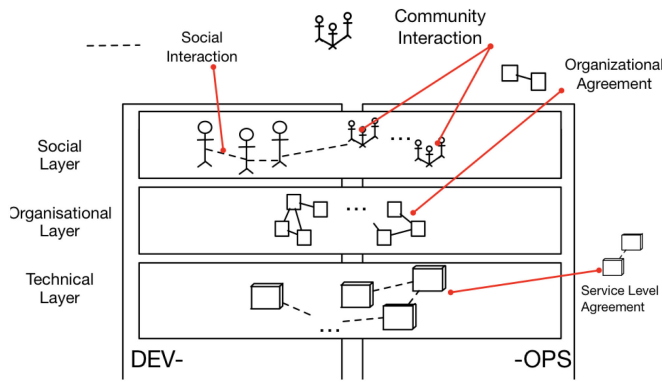 Social
Interaction
Community
Interaction
Organizational
Agreement
Social
Layer
...
Organisational
Layer
...
Technical
Layer
...
Service Level
Agreement
DEV-
-OPS